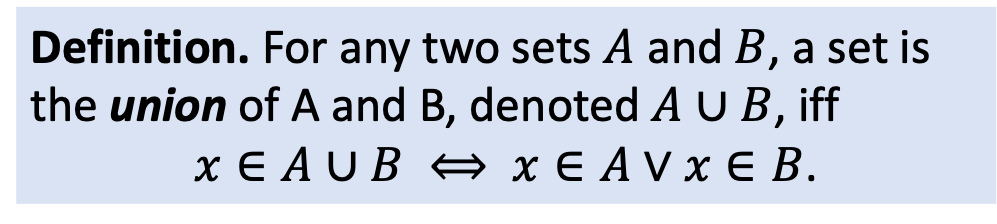 Definition. For any two sets 𝐴 and 𝐵, a set is
the union of A and B, denoted 𝐴 ∪ 𝐵, iff
𝑥 ∈ 𝐴 ∪ 𝐵 ⟺ 𝑥 ∈ 𝐴 ∨ 𝑥 ∈ 𝐵.